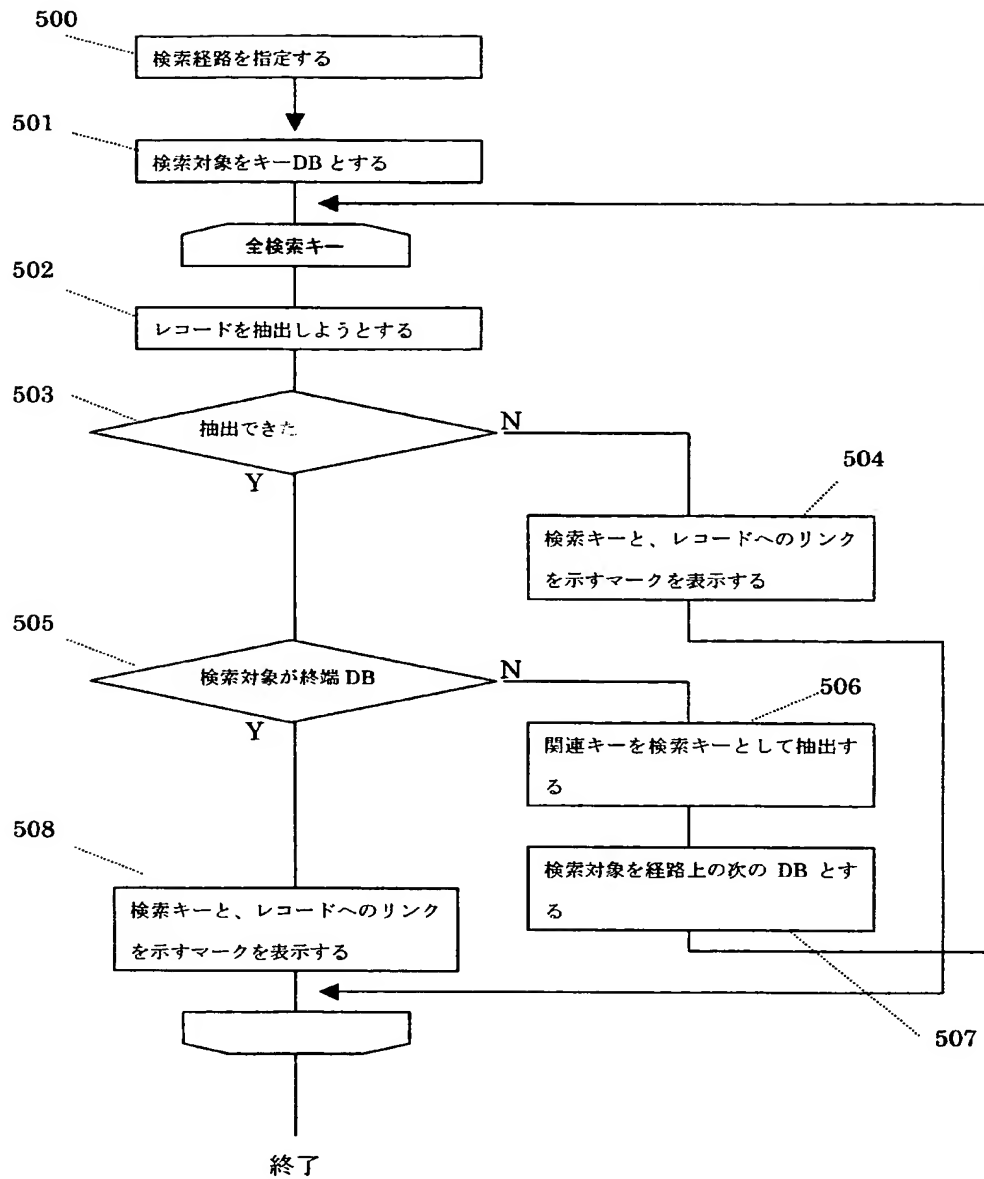 500
検索経路を指定する
501
検索対象をキーDB とする
全検索キー
502
レコードを抽出しようとする
503
抽出できた
N
Y
504
検索キーと、レコードへのリンク
を示すマークを表示する
505
検索対象が終端 DB
N
Y
506
関連キーを検索キーとして抽出す
る
508
検索対象を経路上の次の DB とす
る
検索キーと、レコードへのリンク
を示すマークを表示する
507
終了